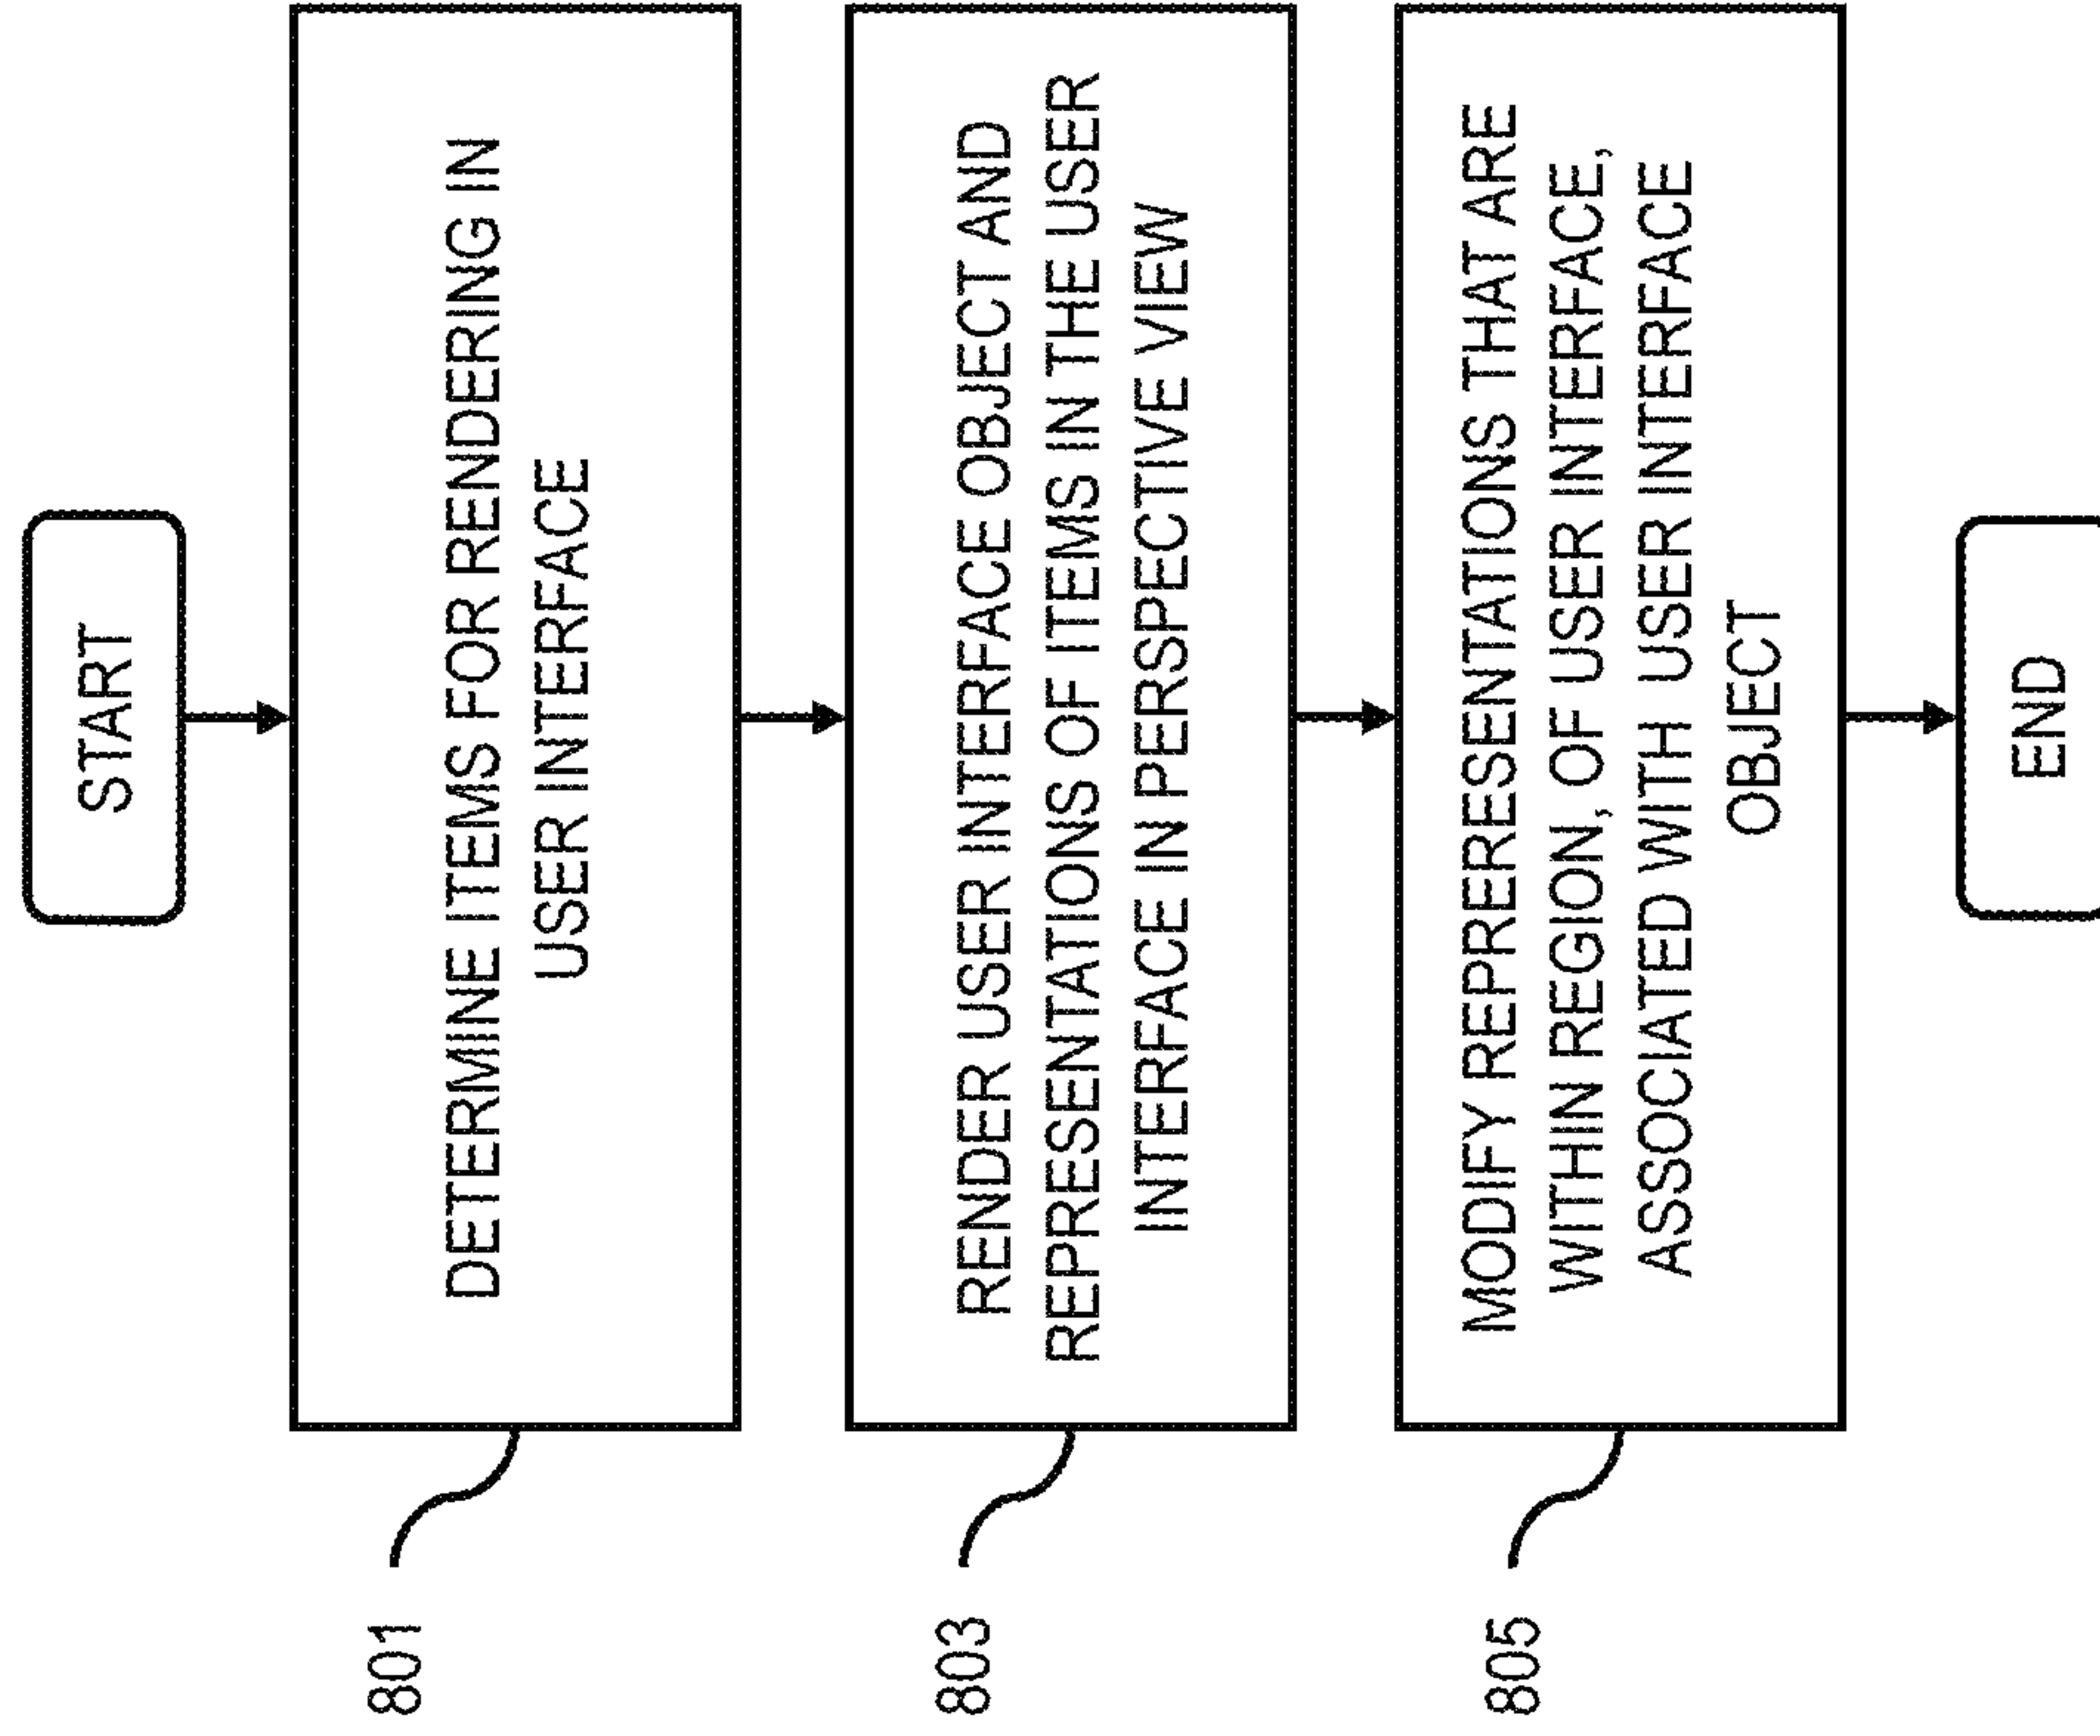 START
DETERMINE ITEMS FOR RENDERING IN
USER INTERFACE
801
RENDER USER INTERFACE OBJECT AND
REPRESENTATIONS OF ITEMS IN THE USER
INTERFACE IN PERSPECTIVE VIEW
803
MODIFY REPRESENTATIONS THAT ARE
WITHIN REGION, OF USER INTERFACE,
ASSOCIATED WITH USER INTERFACE
OBJECT
805
END